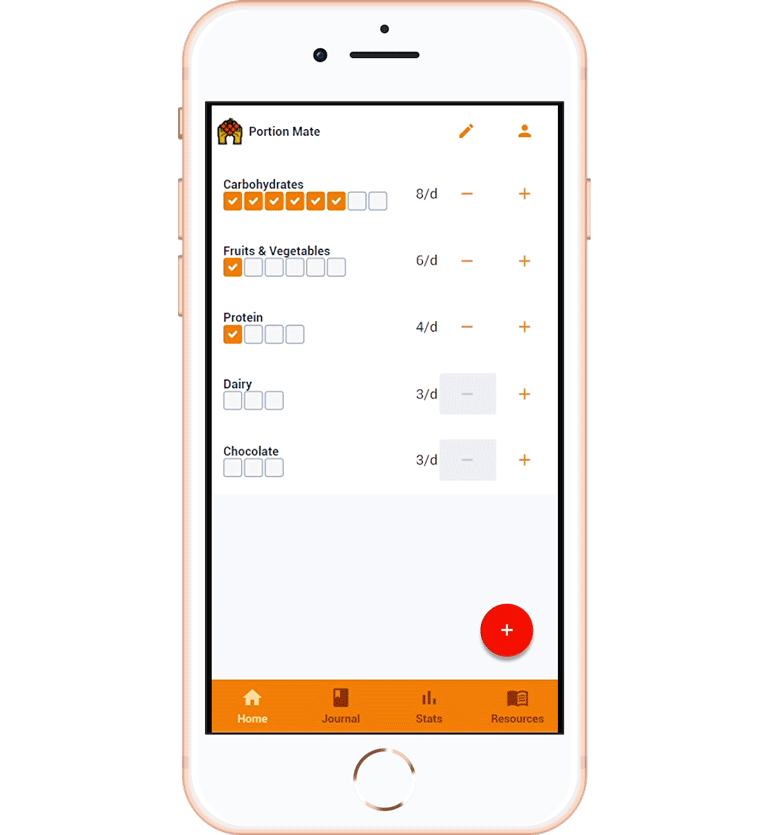 Portion Mate
Carbohydrates
8/d − +
Fruits & Vegetables
6/d − +
Protein
4/d − +
Dairy
3/d − +
Chocolate
3/d − +
+
Home Journal Stats Resources